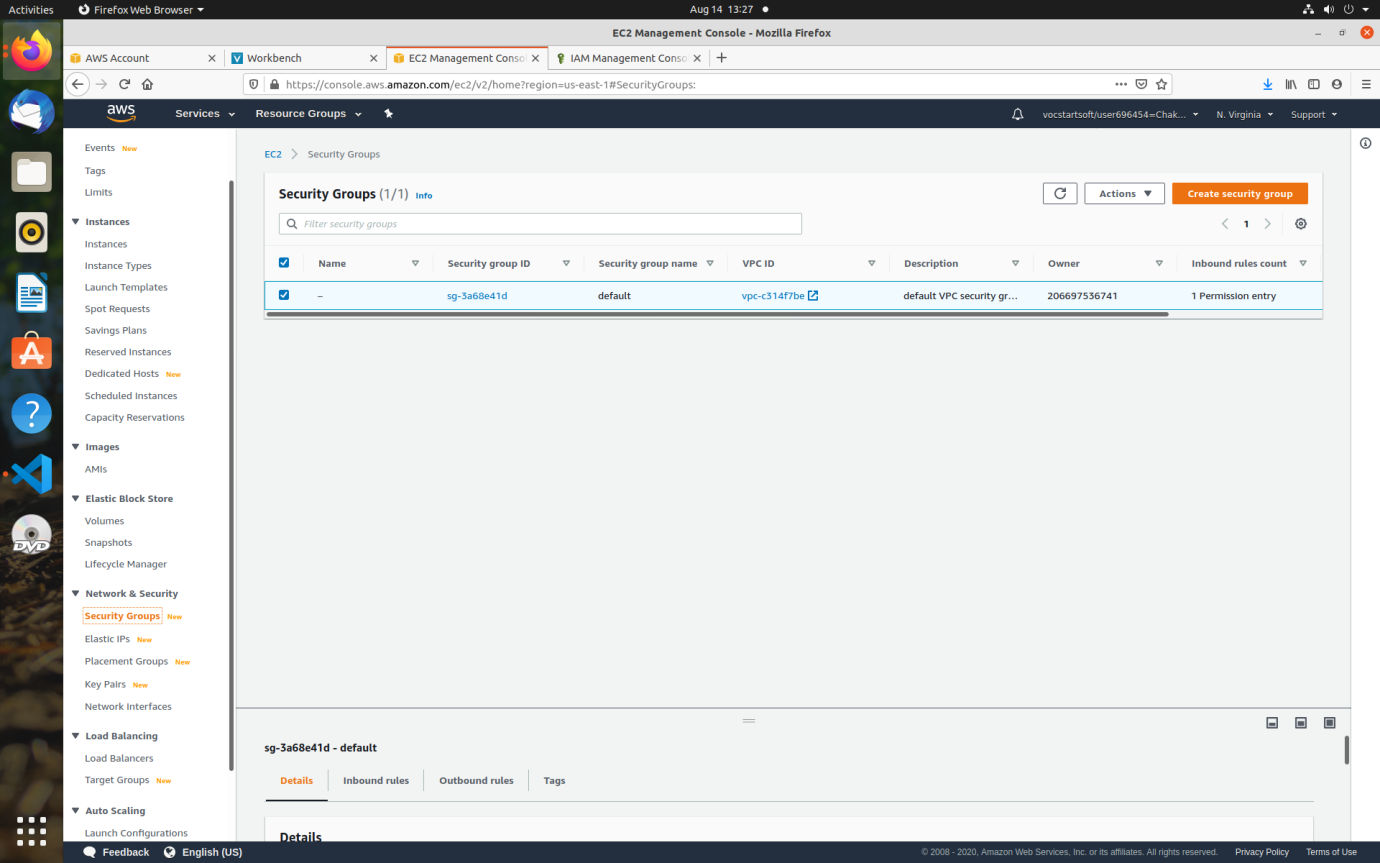 Activities
Firefox Web Browser
Aug 14 13:27
EC2 Management Console - Mozilla Firefox
AWS Account
Workbench
EC2 Management Conso
IAM Management Conso
https://console.aws.amazon.com/ec2/v2/home?region=us-east-1#SecurityGroups:
aws
Services
Resource Groups
vocstartsoft/user696454=Chak...
N. Virginia
Support
Events New
Tags
Limits
Instances
Instances
Instance Types
Launch Templates
Spot Requests
Savings Plans
Reserved Instances
Dedicated Hosts New
Scheduled Instances
Capacity Reservations
Images
AMIs
Elastic Block Store
Volumes
Snapshots
Lifecycle Manager
Network & Security
Security Groups New
Elastic IPs New
Placement Groups New
Key Pairs New
Network Interfaces
Load Balancing
Load Balancers
Target Groups New
Auto Scaling
Launch Configurations
EC2 Security Groups
Security Groups (1/1) Info
Actions
Create security group
Filter security groups
1
Name Security group ID Security group name VPC ID Description Owner Inbound rules count
– sg-3a68e41d default vpc-c314f7be default VPC security gr... 206697536741 1 Permission entry
sg-3a68e41d - default
Details Inbound rules Outbound rules Tags
Details
DVD
Feedback
English (US)
© 2008 - 2020, Amazon Web Services, Inc. or its affiliates. All rights reserved.
Privacy Policy
Terms of Use